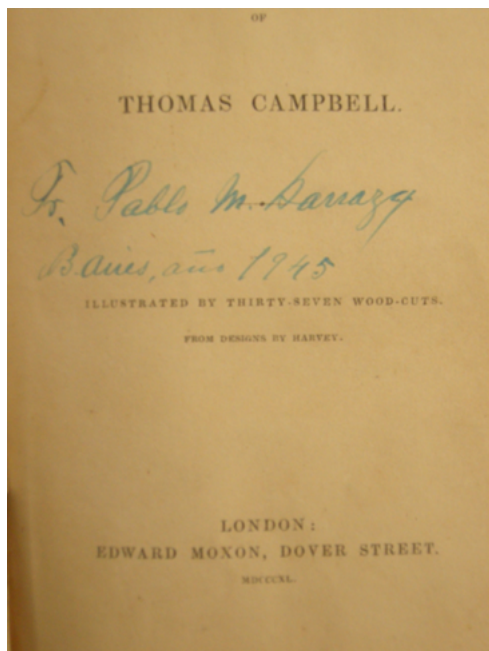 OF
THOMAS CAMPBELL.
Fr. Pablo M.
B aires, año 1945
ILLUSTRATED BY THIRTY-SEVEN WOOD-CUTS.
FROM DESIGNS BY HARVEY.
LONDON:
EDWARD MOXON, DOVER STREET.
MDCCCXL.